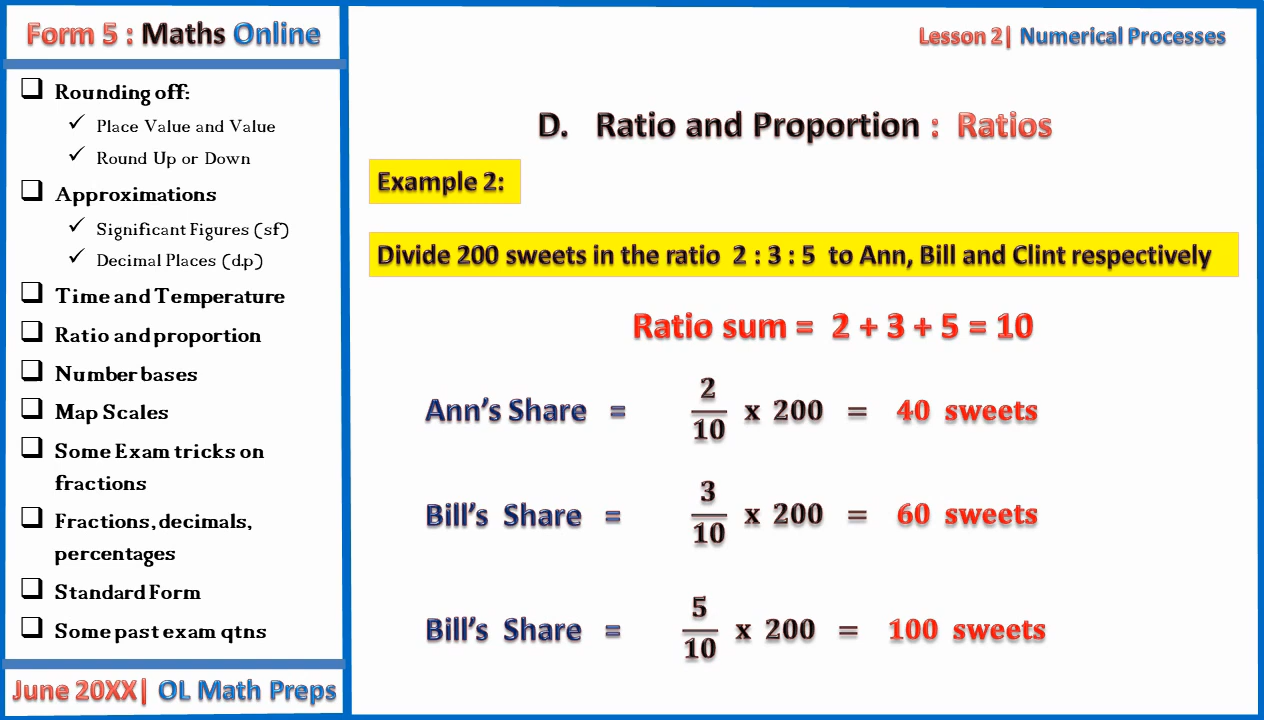 Form 5 : Maths Online
Rounding off:
Place Value and Value
Round Up or Down
Approximations
Significant Figures (sf)
Decimal Places (d.p)
Time and Temperature
Ratio and proportion
Number bases
Map Scales
Some Exam tricks on
fractions
Fractions, decimals,
percentages
Standard Form
Some past exam qtns
June 20XX| OL Math Preps
Lesson 2| Numerical Processes
D. Ratio and Proportion : Ratios
Example 2:
Divide 200 sweets in the ratio 2 : 3 : 5 to Ann, Bill and Clint respectively
Ratio sum = 2 + 3 + 5 = 10
Ann's Share = 2/10 x 200 = 40 sweets
Bill's Share = 3/10 x 200 = 60 sweets
Bill's Share = 5/10 x 200 = 100 sweets